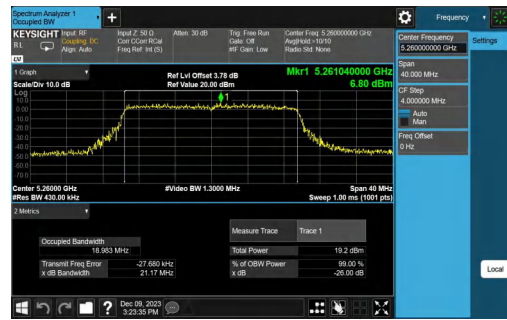 Spectrum Analyzer 1
Occupied BW
+
Frequency
KEYSIGHT Input: RF
R L
Coupling: DC
Align: Auto
Input Z: 50 Ω
Corr CCorr RCal
Freq Ref: Int (S)
Atten: 30 dB
Trig: Free Run
Gate: Off
#IF Gain: Low
Center Freq: 5.260000000 GHz
Avg|Hold:>10/10
Radio Std: None
LXI
Center Frequency
5.260000000 GHz
Settings
Span
40.000 MHz
CF Step
4.000000 MHz
Auto
Man
Freq Offset
0 Hz
Local
1 Graph
Scale/Div 10.0 dB
Ref Lvl Offset 3.78 dB
Ref Value 20.00 dBm
Mkr1 5.261040000 GHz
6.80 dBm
Log
10.0
0.00
-10.0
-20.0
-30.0
-40.0
-50.0
-60.0
-70.0
1
Center 5.26000 GHz
#Res BW 430.00 kHz
#Video BW 1.3000 MHz
Span 40 MHz
Sweep 1.00 ms (1001 pts)
2 Metrics
Measure Trace
Trace 1
Occupied Bandwidth
18.983 MHz
Total Power
19.2 dBm
Transmit Freq Error
-27.680 kHz
% of OBW Power
99.00 %
x dB Bandwidth
21.17 MHz
x dB
-26.00 dB
?
Dec 09, 2023
3:23:35 PM